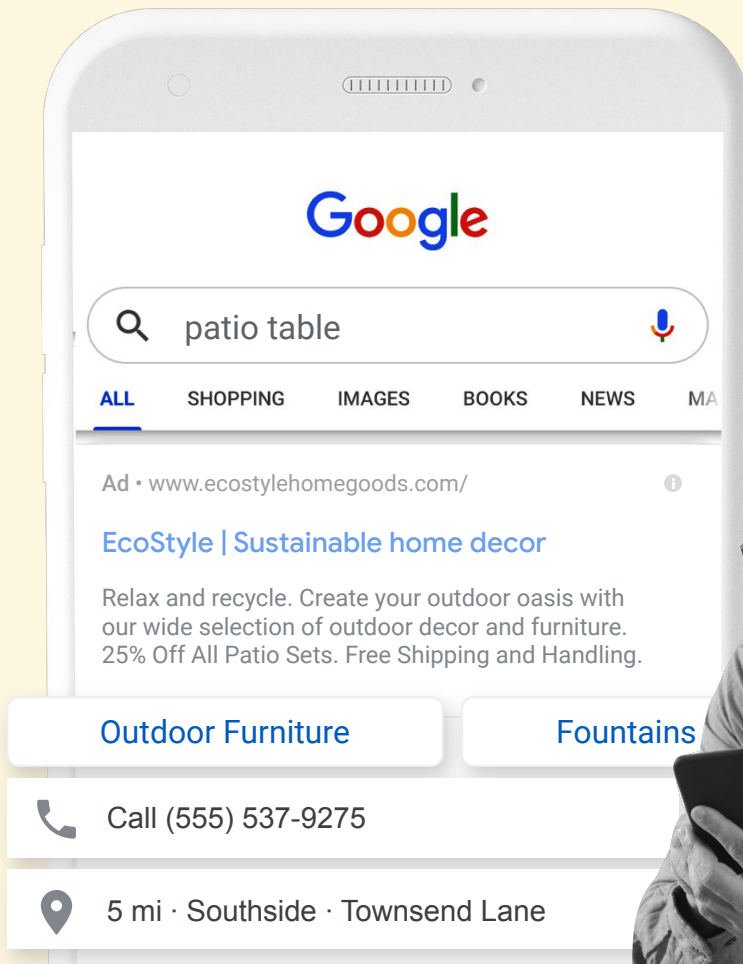 Google
patio table
ALL SHOPPING IMAGES BOOKS NEWS MA
Ad • www.ecostylehomegoods.com/
EcoStyle | Sustainable home decor
Relax and recycle. Create your outdoor oasis with
our wide selection of outdoor decor and furniture.
25% Off All Patio Sets. Free Shipping and Handling.
Outdoor Furniture Fountains
Call (555) 537-9275
5 mi · Southside · Townsend Lane